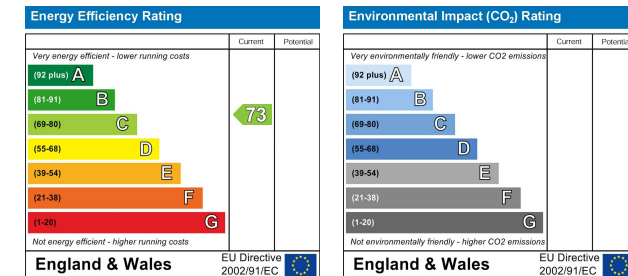 Energy Efficiency Rating
Current Potential
Very energy efficient - lower running costs
(92 plus) A
(81-91) B
(69-80) C
73
(55-68) D
(39-54) E
(21-38) F
(1-20) G
Not energy efficient - higher running costs
England & Wales
EU Directive
2002/91/EC
Environmental Impact (CO₂) Rating
Current Potentia
Very environmentally friendly - lower CO2 emissions
(92 plus) A
(81-91) B
(69-80) C
(55-68) D
(39-54) E
(21-38) F
(1-20) G
Not environmentally friendly - higher CO2 emissions
England & Wales
EU Directive
2002/91/EC